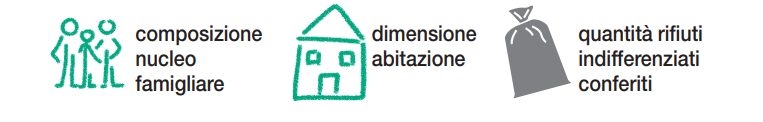 composizione
nucleo
famigliare
dimensione
abitazione
quantità rifiuti
indifferenziati
conferiti